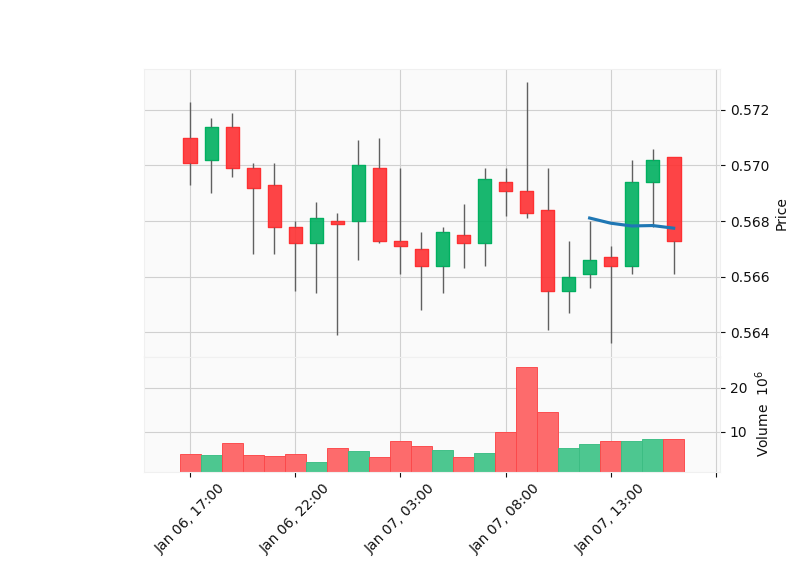 0.572
0.570
0.568
0.566
0.564
Price
20
10
Volume 10^6
Jan 06, 17:00
Jan 06, 22:00
Jan 07, 03:00
Jan 07, 08:00
Jan 07, 13:00